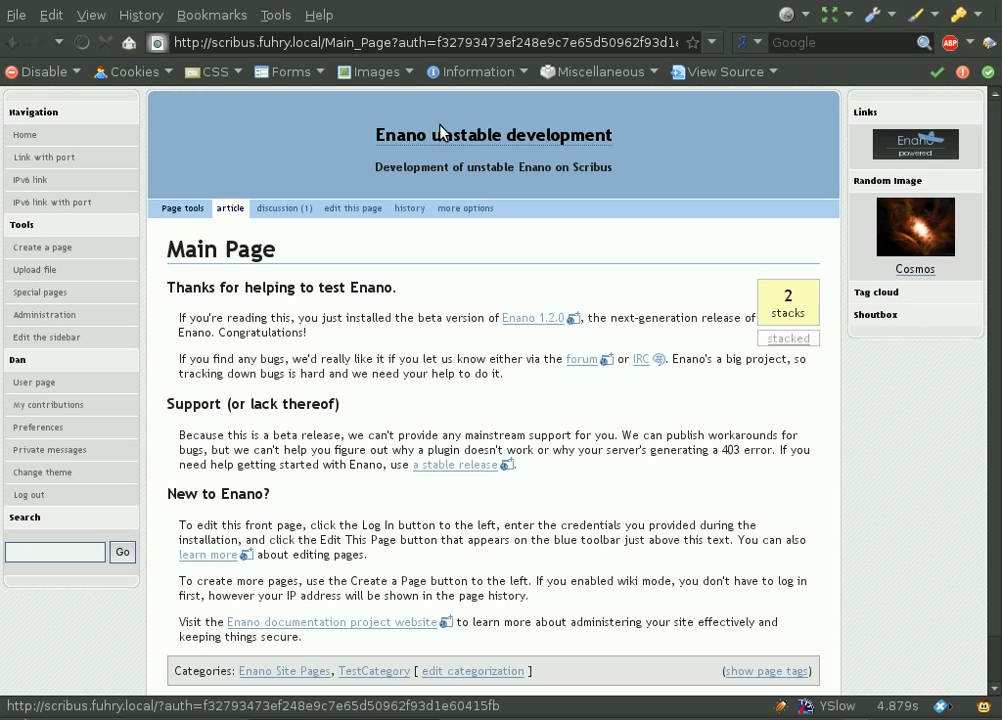 File Edit View History Bookmarks Tools Help
http://scribus.fuhry.local/Main_Page?auth=f32793473ef248e9c7e65d50962f93d1e
Google
Disable Cookies CSS Forms Images Information Miscellaneous View Source
Navigation
Home
Link with port
IPv6 link
IPv6 link with port
Tools
Create a page
Upload file
Special pages
Administration
Edit the sidebar
Dan
User page
My contributions
Preferences
Private messages
Change theme
Log out
Search
Go
Enano unstable development
Development of unstable Enano on Scribus
Page tools article discussion (1) edit this page history more options
Main Page
Thanks for helping to test Enano.
2
stacks
stacked
If you're reading this, you just installed the beta version of Enano 1.2.0, the next-generation release of
Enano. Congratulations!
If you find any bugs, we'd really like it if you let us know either via the forum or IRC. Enano's a big project, so
tracking down bugs is hard and we need your help to do it.
Support (or lack thereof)
Because this is a beta release, we can't provide any mainstream support for you. We can publish workarounds for
bugs, but we can't help you figure out why a plugin doesn't work or why your server's generating a 403 error. If you
need help getting started with Enano, use a stable release.
New to Enano?
To edit this front page, click the Log In button to the left, enter the credentials you provided during the
installation, and click the Edit This Page button that appears on the blue toolbar just above this text. You can also
learn more about editing pages.
To create more pages, use the Create a Page button to the left. If you enabled wiki mode, you don't have to log in
first, however your IP address will be shown in the page history.
Visit the Enano documentation project website to learn more about administering your site effectively and
keeping things secure.
Categories: Enano Site Pages, TestCategory [ edit categorization ] (show page tags)
Links
Enano
powered
Random Image
Cosmos
Tag cloud
Shoutbox
http://scribus.fuhry.local/?auth=f32793473ef248e9c7e65d50962f93d1e60415fb YSlow 4.879s
ABP